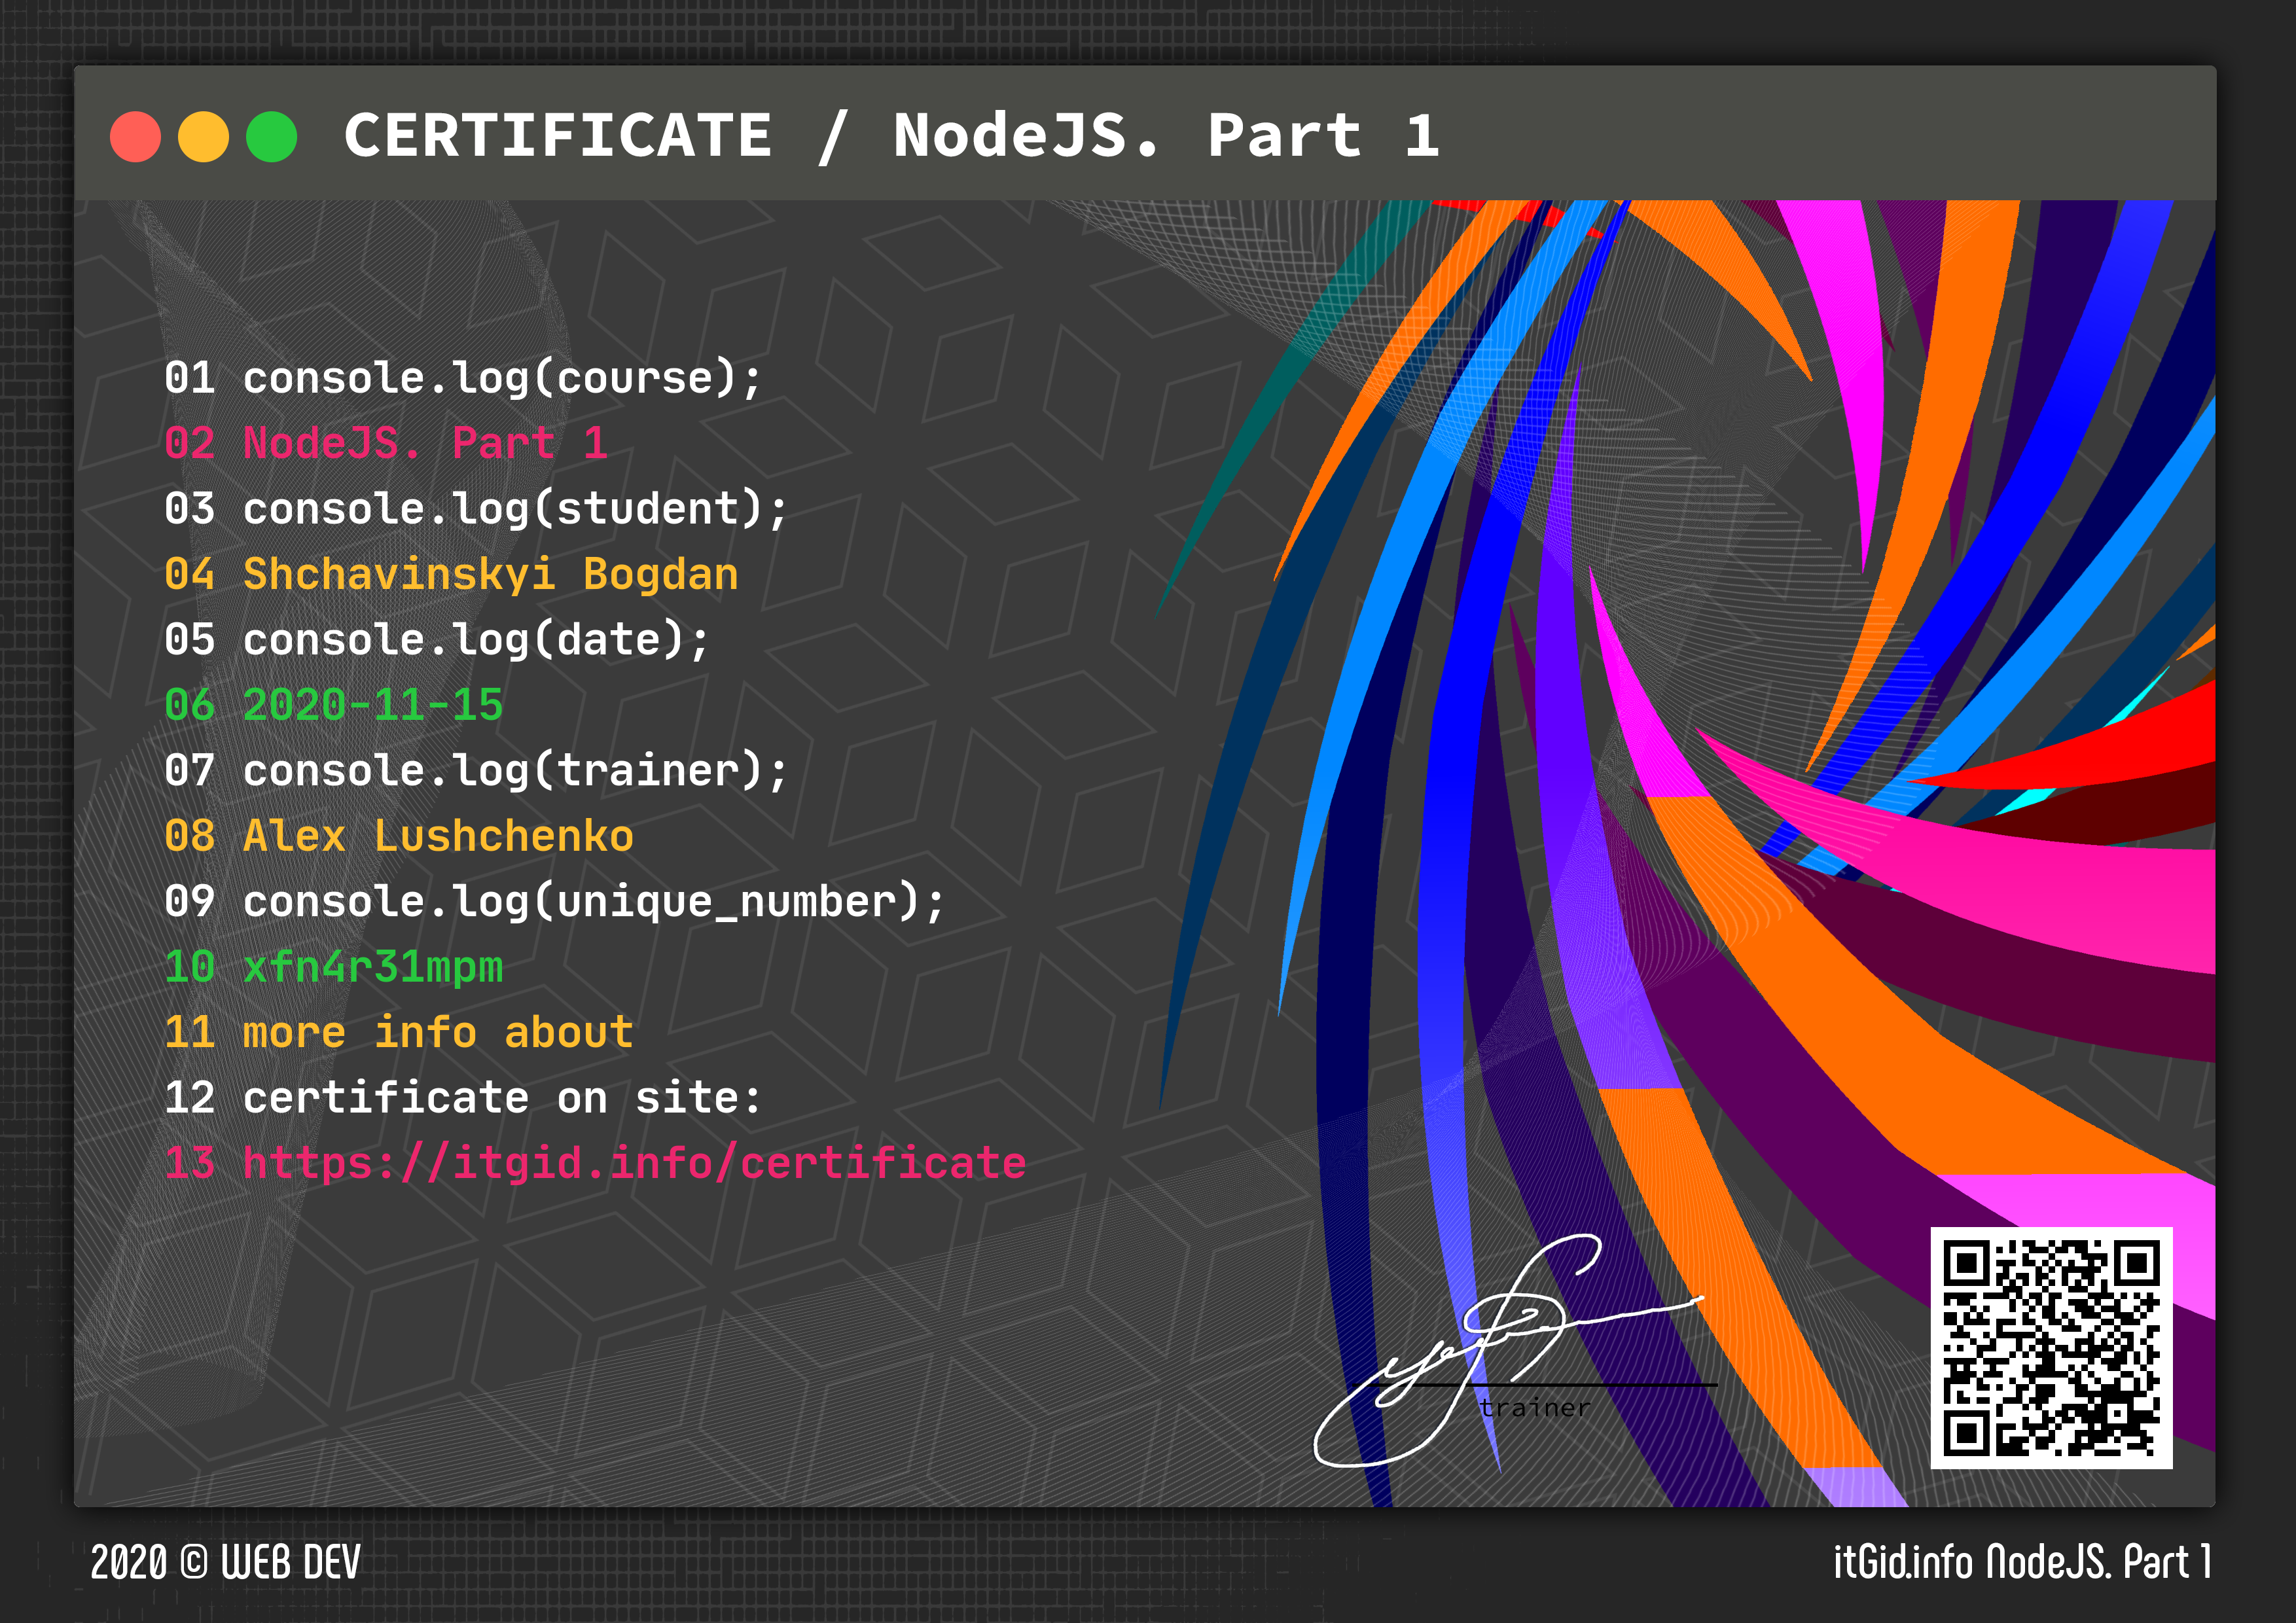 CERTIFICATE / NodeJS. Part 1
01 console.log(course);
02 NodeJS. Part 1
03 console.log(student);
04 Shchavinskyi Bogdan
05 console.log(date);
06 2020-11-15
07 console.log(trainer);
08 Alex Lushchenko
09 console.log(unique_number);
10 xfn4r31mpm
11 more info about
12 certificate on site:
13 https://itgid.info/certificate
trainer
2020 © WEB DEV
itGid.info NodeJS. Part 1